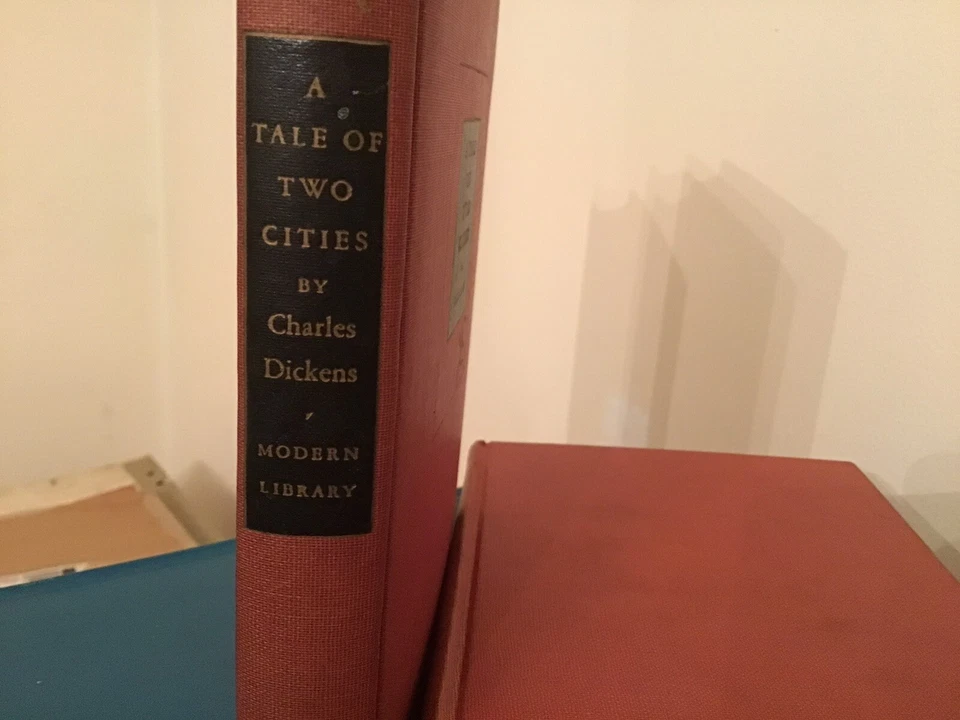 A
TALE OF
TWO
CITIES
BY
Charles
Dickens
MODERN
LIBRARY